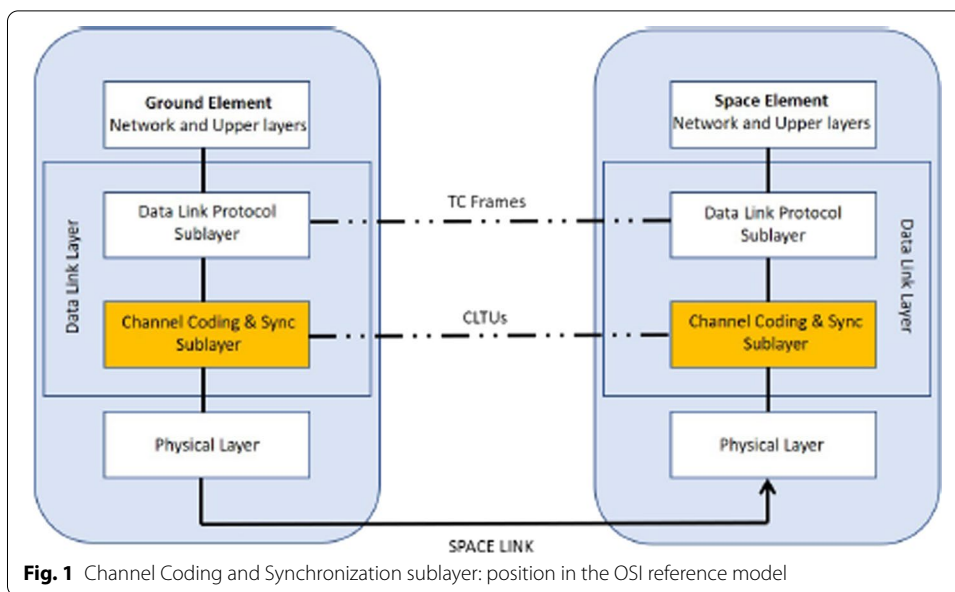 Ground Element
Network and Upper layers
Data Link Layer
Data Link Protocol
Sublayer
Channel Coding & Sync
Sublayer
Physical Layer
TC Frames
CLTUs
SPACE LINK
Space Element
Network and Upper layers
Data Link Protocol
Sublayer
Channel Coding & Sync
Sublayer
Data Link Layer
Physical Layer
Fig. 1 Channel Coding and Synchronization sublayer: position in the OSI reference model